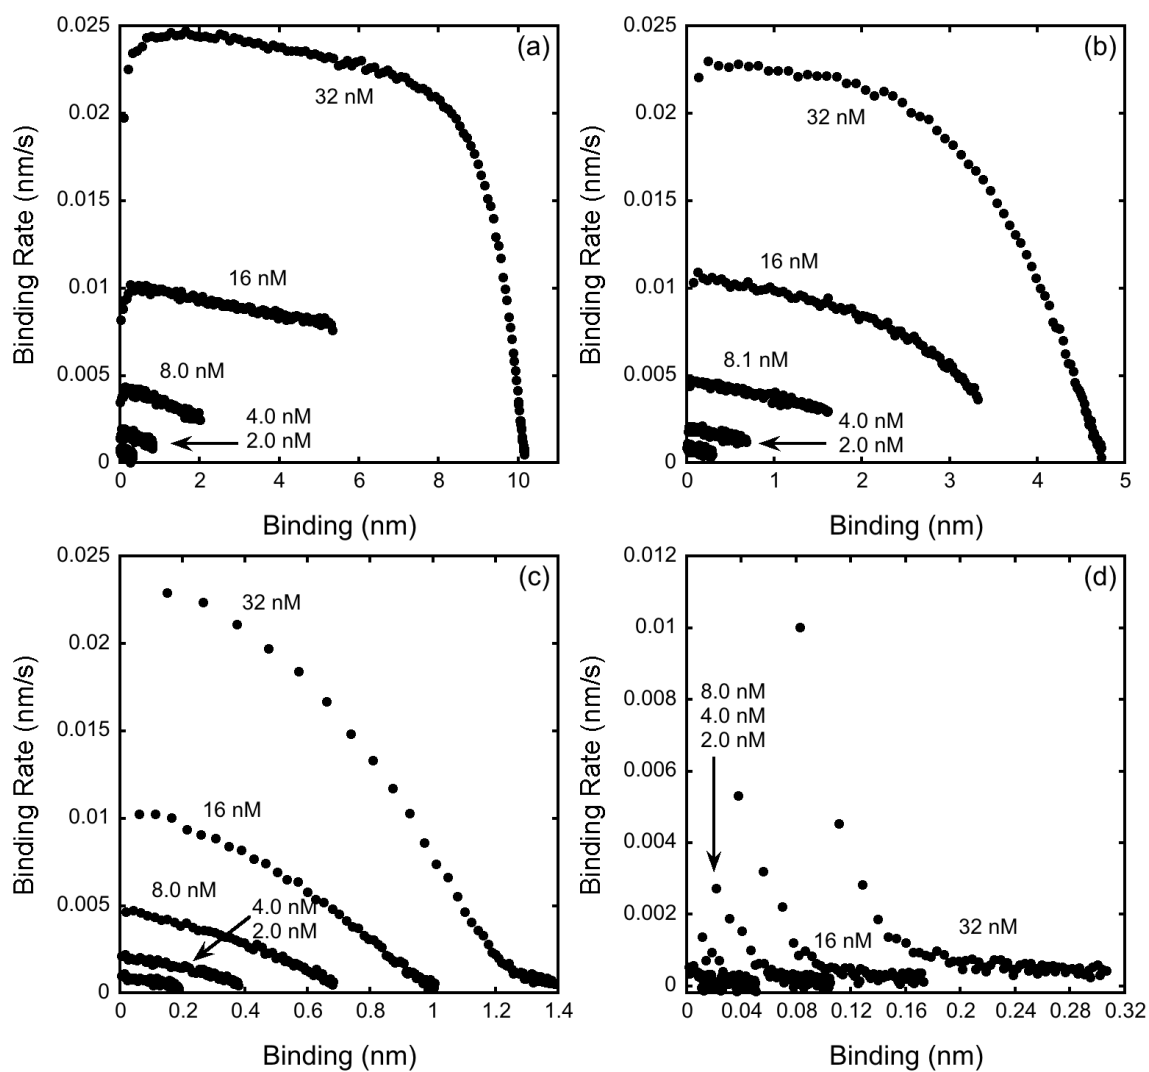 (a)
0.025
0.02
0.015
0.01
0.005
0
Binding Rate (nm/s)
32 nM
16 nM
8.0 nM
4.0 nM
2.0 nM
0 2 4 6 8 10
Binding (nm)
(b)
0.025
0.02
0.015
0.01
0.005
0
Binding Rate (nm/s)
32 nM
16 nM
8.1 nM
4.0 nM
2.0 nM
0 1 2 3 4 5
Binding (nm)
(c)
0.025
0.02
0.015
0.01
0.005
0
Binding Rate (nm/s)
32 nM
16 nM
8.0 nM
4.0 nM
2.0 nM
0 0.2 0.4 0.6 0.8 1 1.2 1.4
Binding (nm)
(d)
0.012
0.01
0.008
0.006
0.004
0.002
0
Binding Rate (nm/s)
8.0 nM
4.0 nM
2.0 nM
16 nM
32 nM
0 0.04 0.08 0.12 0.16 0.2 0.24 0.28 0.32
Binding (nm)